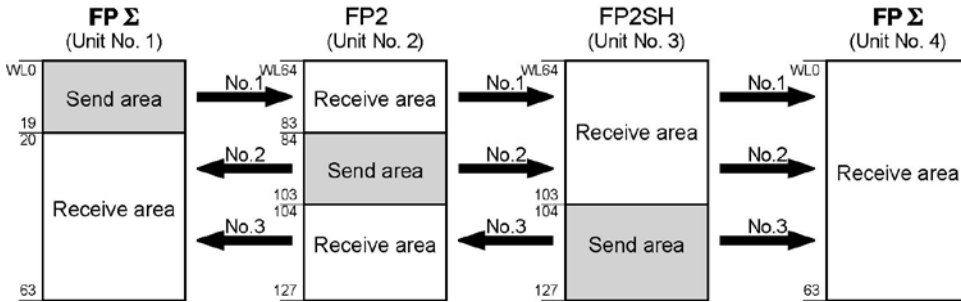 FP Σ FP2 FP2SH FP Σ
(Unit No. 1) (Unit No. 2) (Unit No. 3) (Unit No. 4)
WL0 WL64 WL64 WL0
No.1 No.1 No.1
Send area Receive area
19 83
20 84
Receive area
No.2 No.2 No.2
Send area Receive area
Receive area
103 103
104 104
No.3 No.3 No.3
Receive area Send area
63 127 127 63